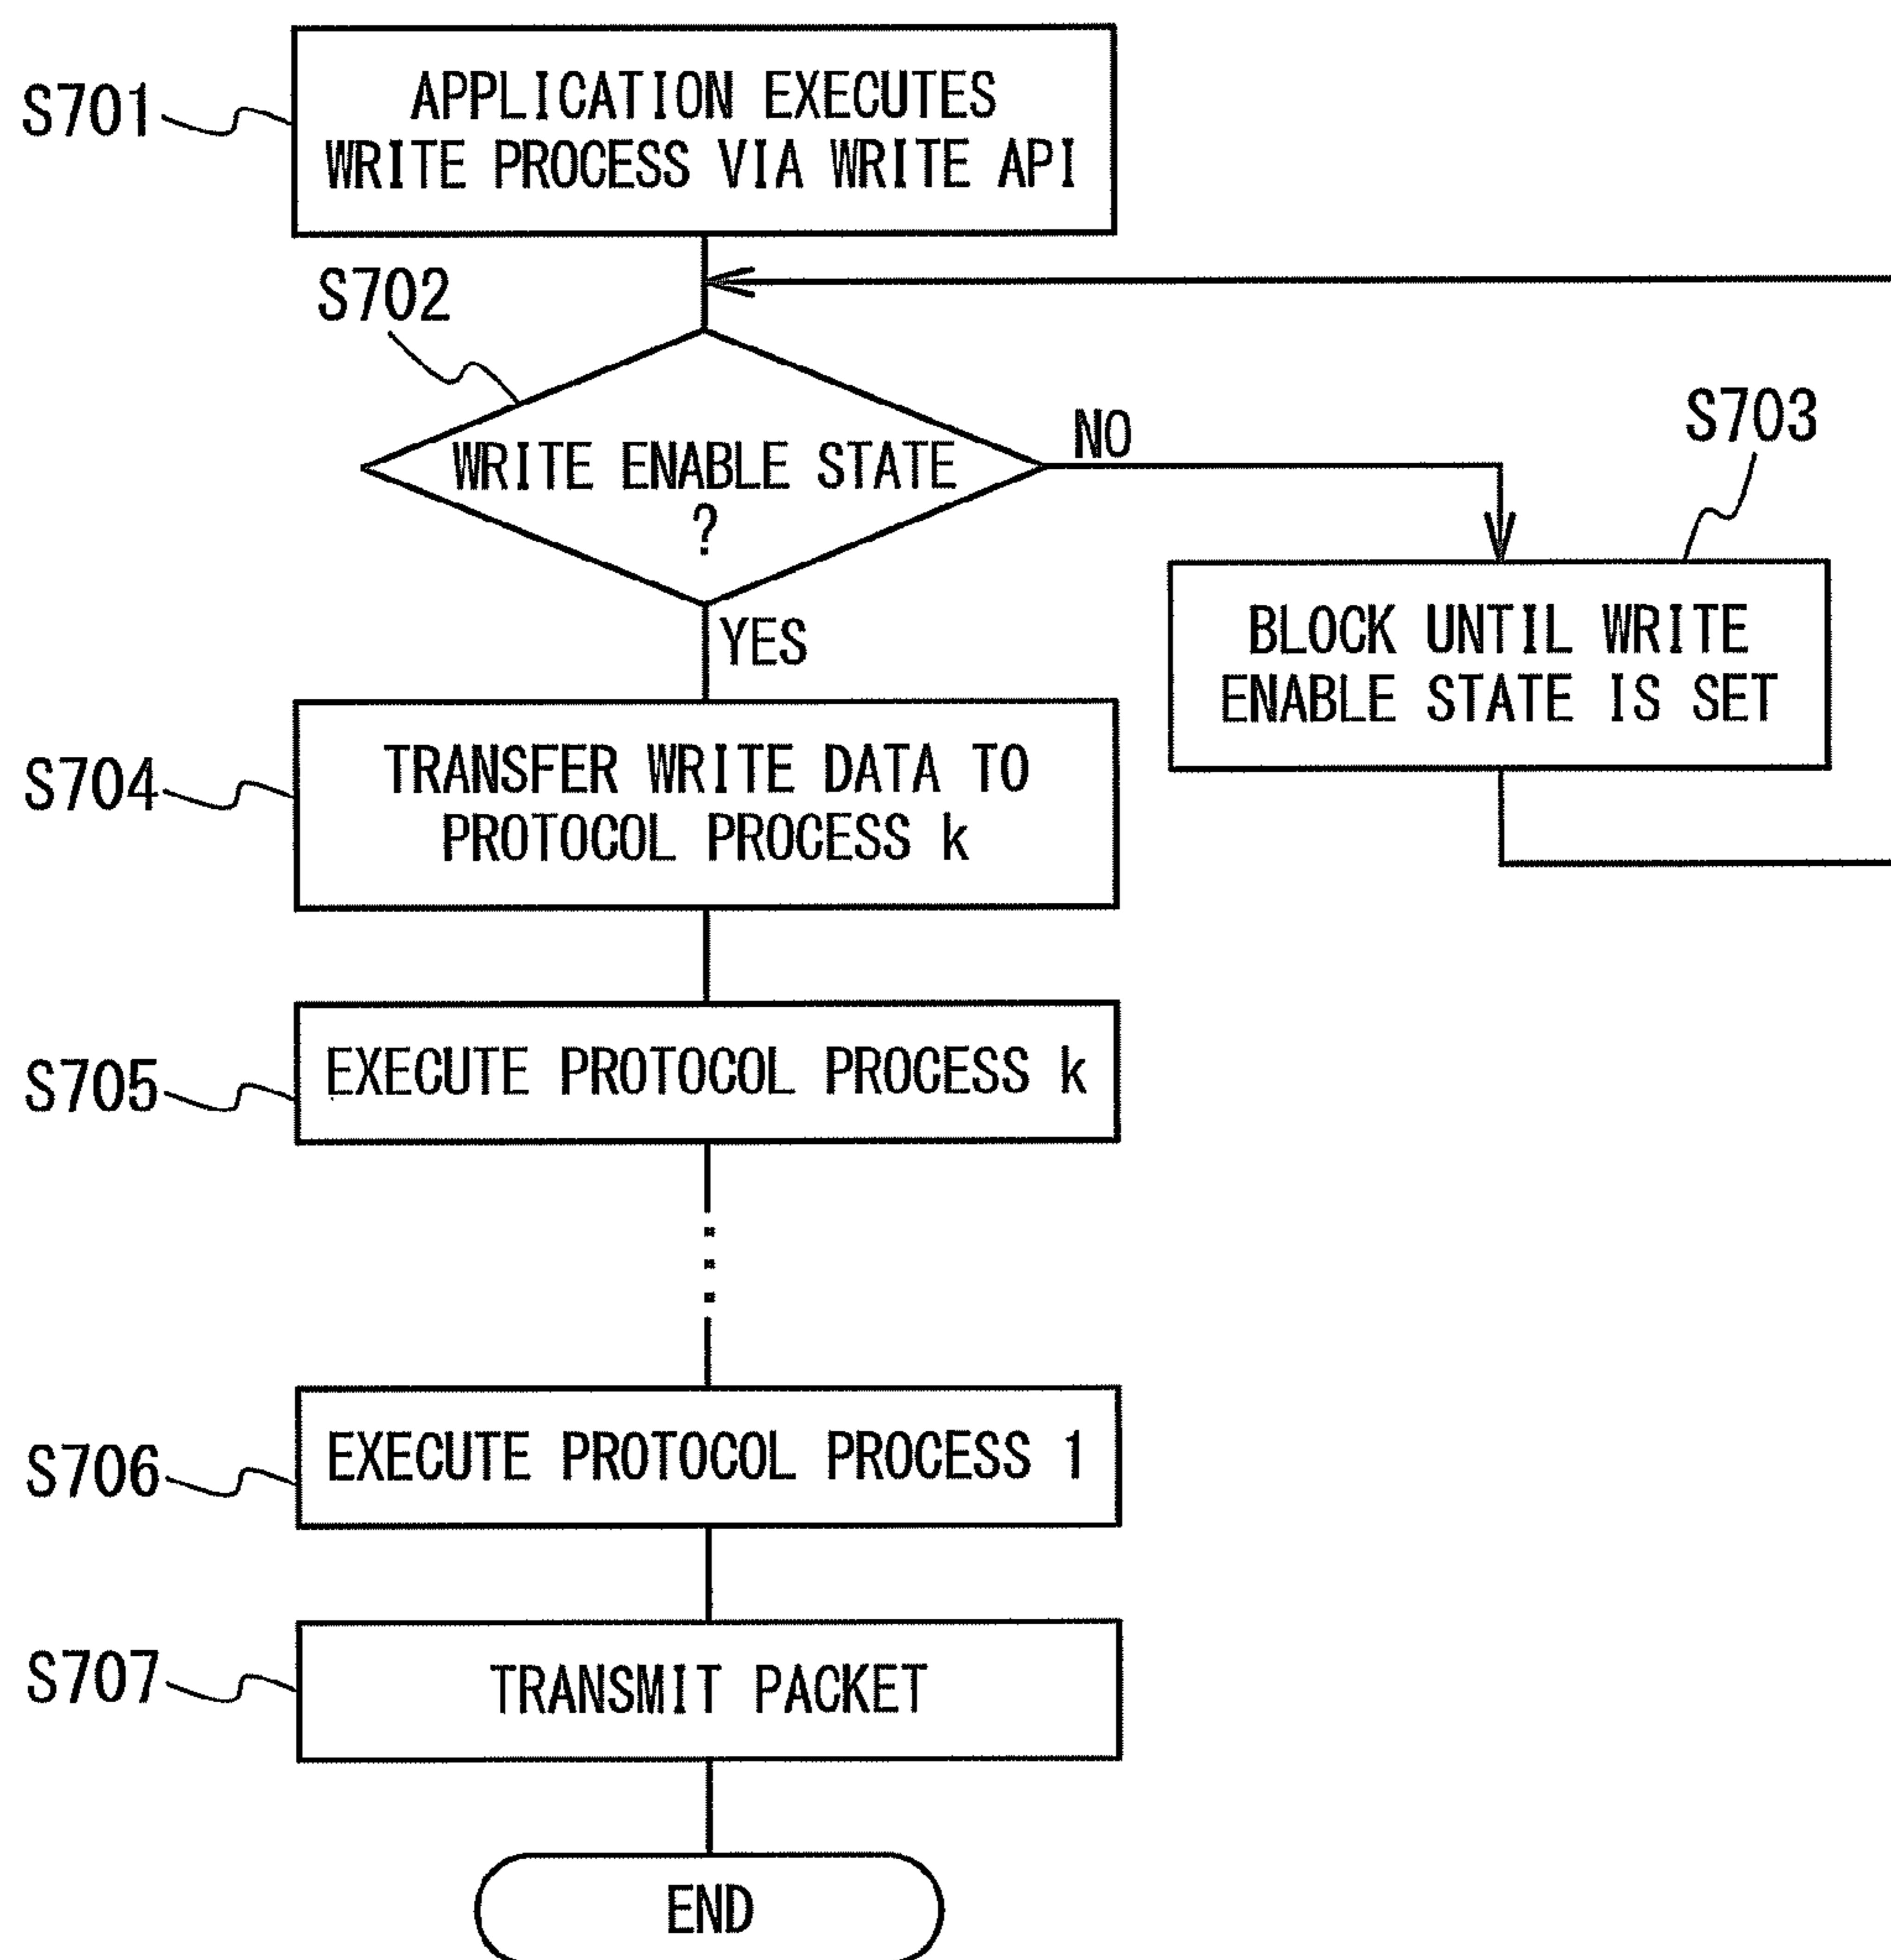 S701
APPLICATION EXECUTES
WRITE PROCESS VIA WRITE API
S702
WRITE ENABLE STATE
?
NO
YES
S703
BLOCK UNTIL WRITE
ENABLE STATE IS SET
S704
TRANSFER WRITE DATA TO
PROTOCOL PROCESS k
S705
EXECUTE PROTOCOL PROCESS k
S706
EXECUTE PROTOCOL PROCESS 1
S707
TRANSMIT PACKET
END